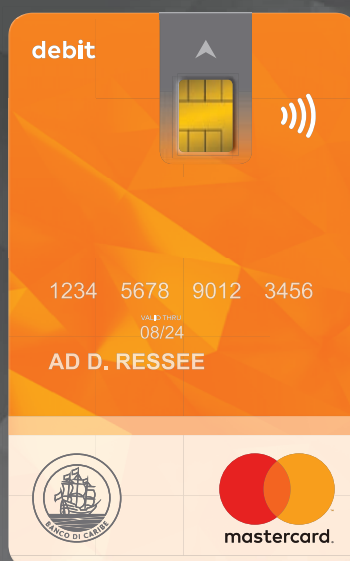 debit
1234 5678 9012 3456
VALID THRU
08/24
AD D. RESSEE
BANCO DI CARIBE
mastercard.